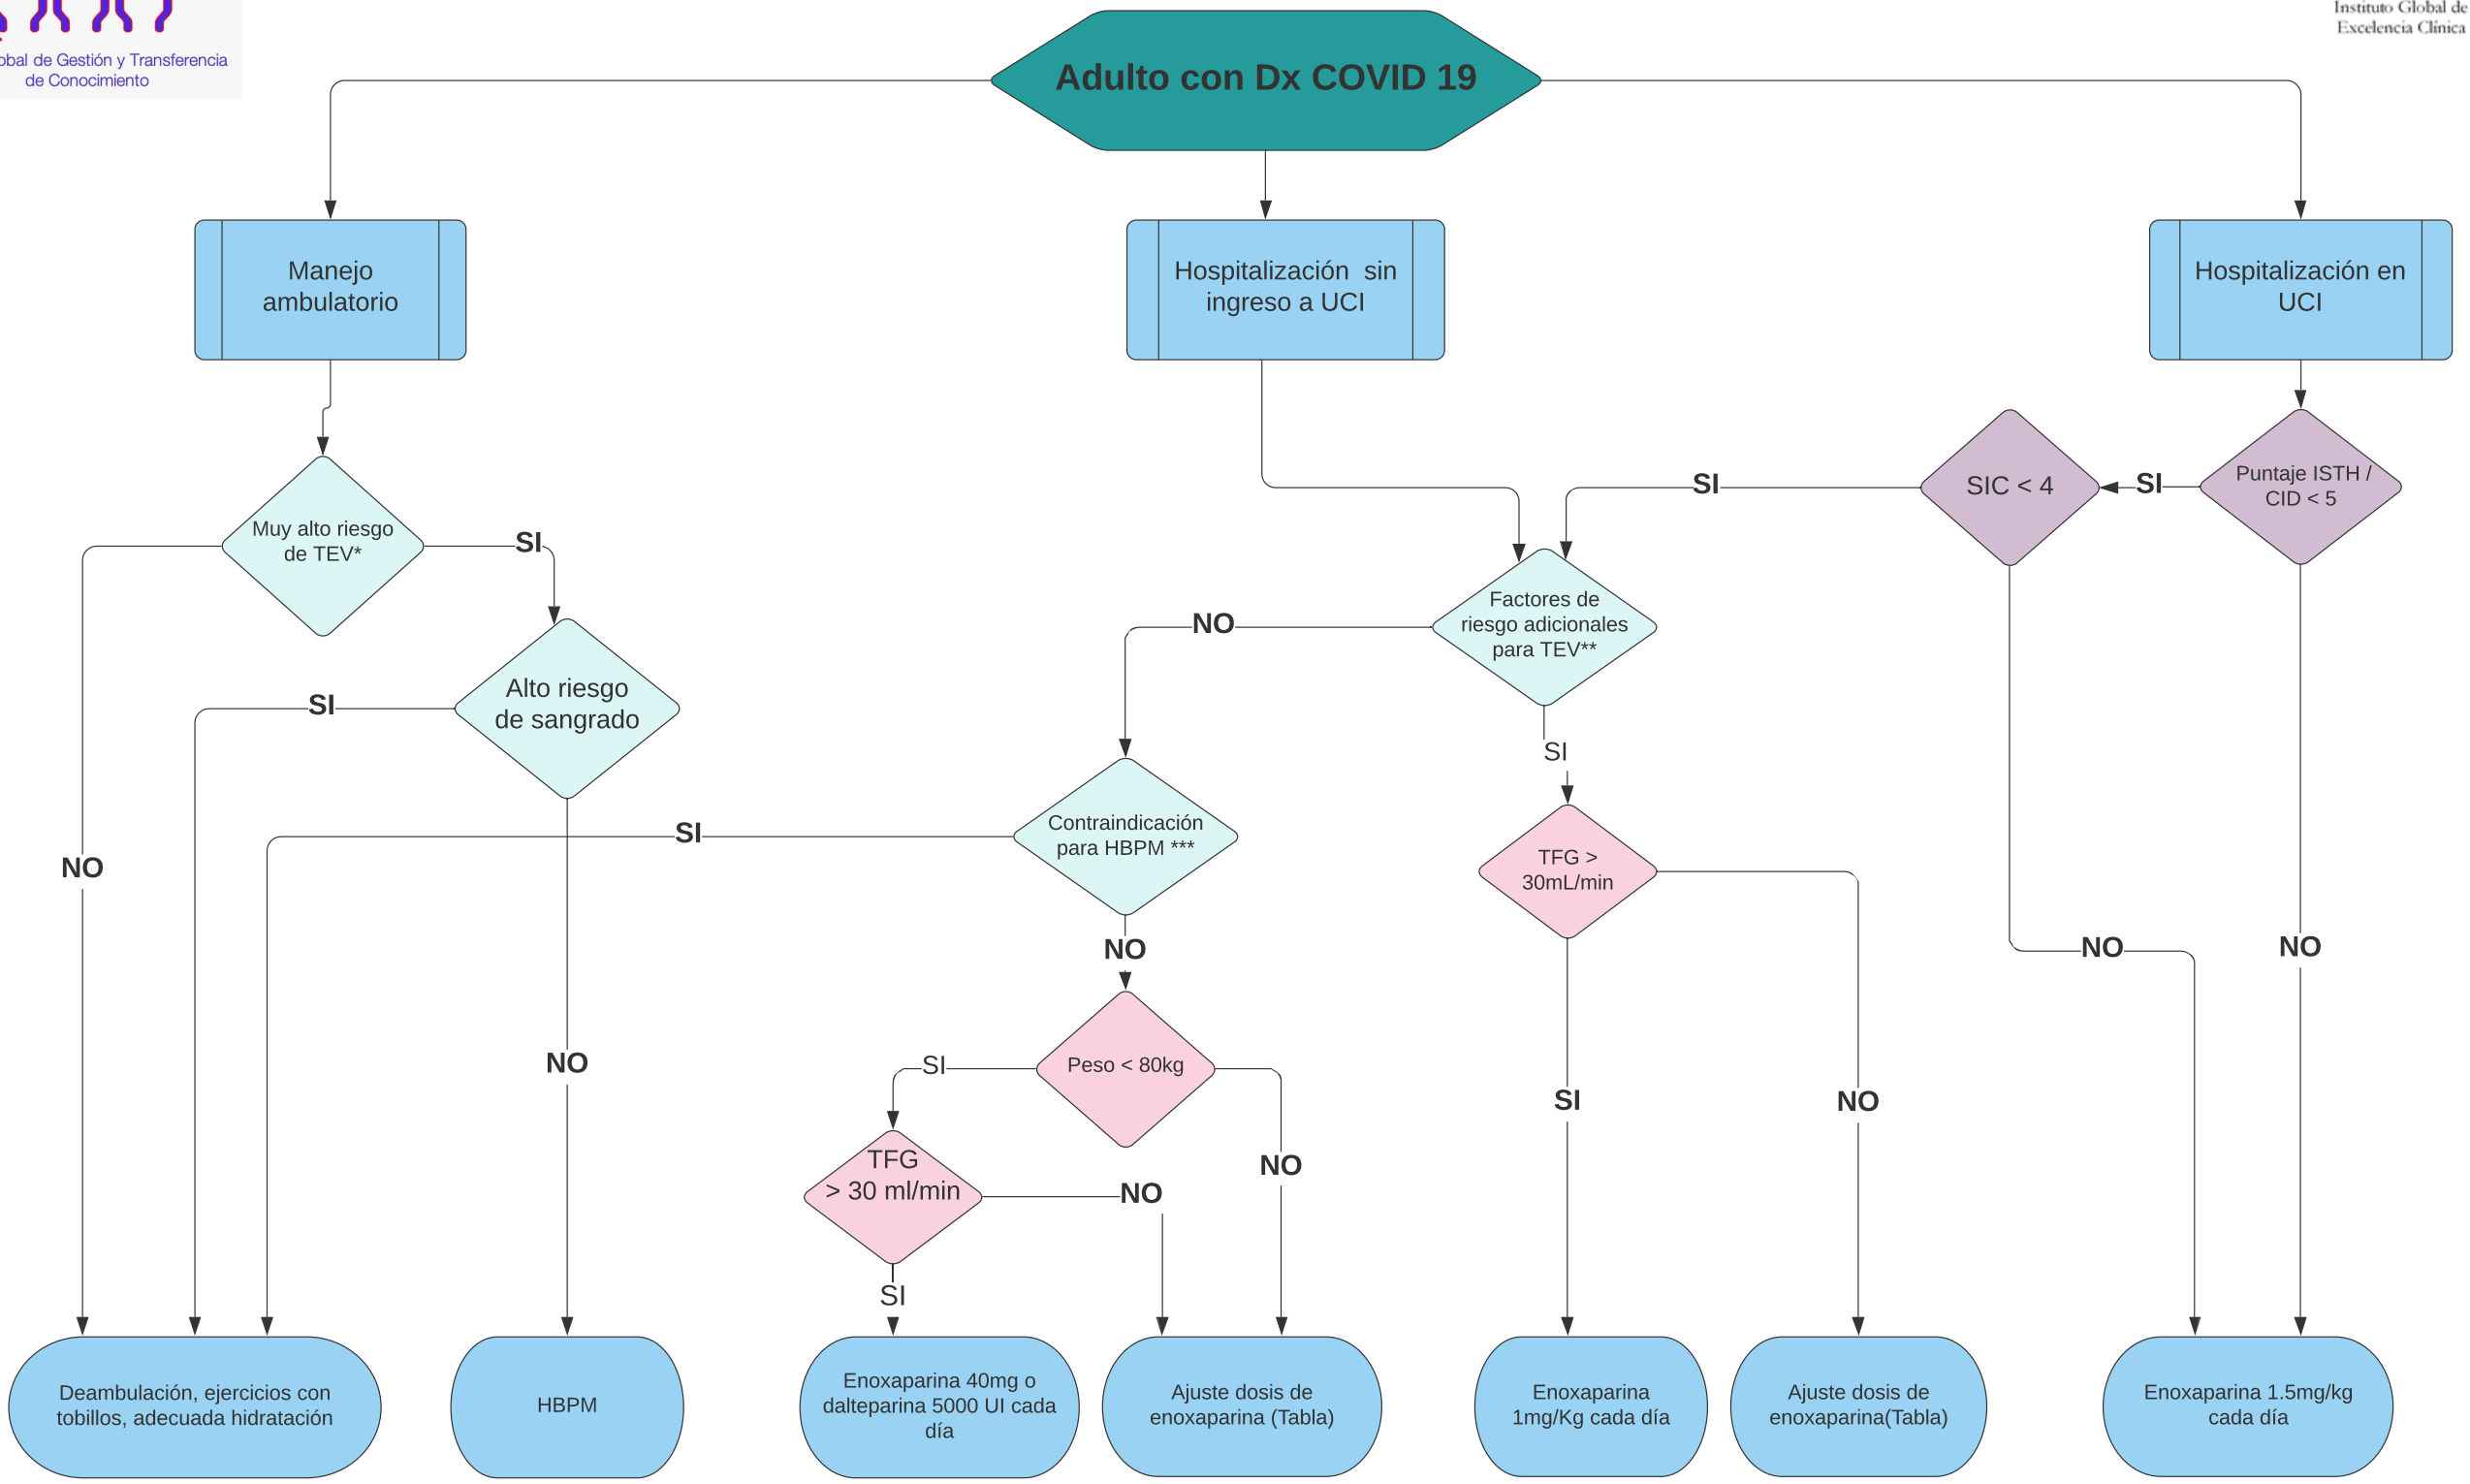 de Gestión y Transferencia
de Conocimiento
Instituto Global de
Excelencia Clínica
Adulto con Dx COVID 19
Manejo
ambulatorio
Hospitalización sin
ingreso a UCI
Hospitalización en
UCI
Muy alto riesgo
de TEV*
SI
NO
Alto riesgo
de sangrado
SI
NO
Puntaje ISTH /
CID < 5
SI
NO
SIC < 4
SI
NO
Factores de
riesgo adicionales
para TEV**
NO
SI
Contraindicación
para HBPM ***
SI
NO
TFG >
30mL/min
SI
NO
Peso < 80kg
SI
NO
TFG
> 30 ml/min
NO
SI
Deambulación, ejercicios con
tobillos, adecuada hidratación
HBPM
Enoxaparina 40mg o
dalteparina 5000 UI cada
día
Ajuste dosis de
enoxaparina (Tabla)
Enoxaparina
1mg/Kg cada día
Ajuste dosis de
enoxaparina(Tabla)
Enoxaparina 1.5mg/kg
cada día